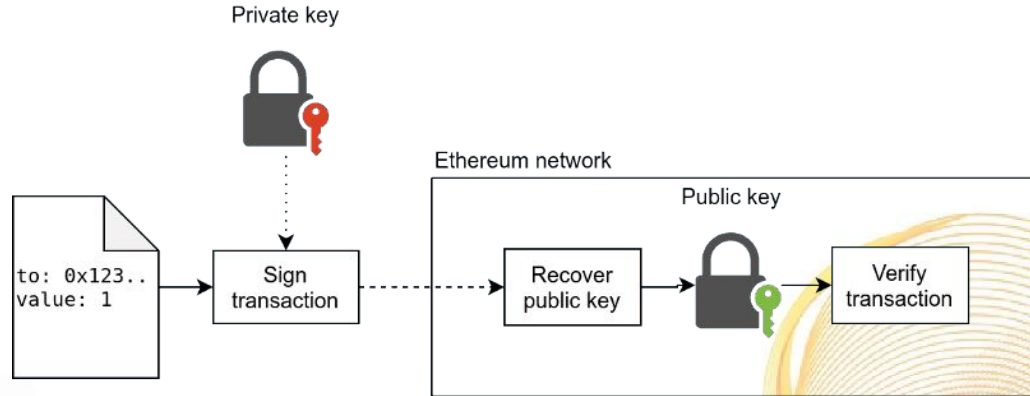 Private key
Ethereum network
Public key
to: 0x123..
value: 1
Sign
transaction
Recover
public key
Verify
transaction